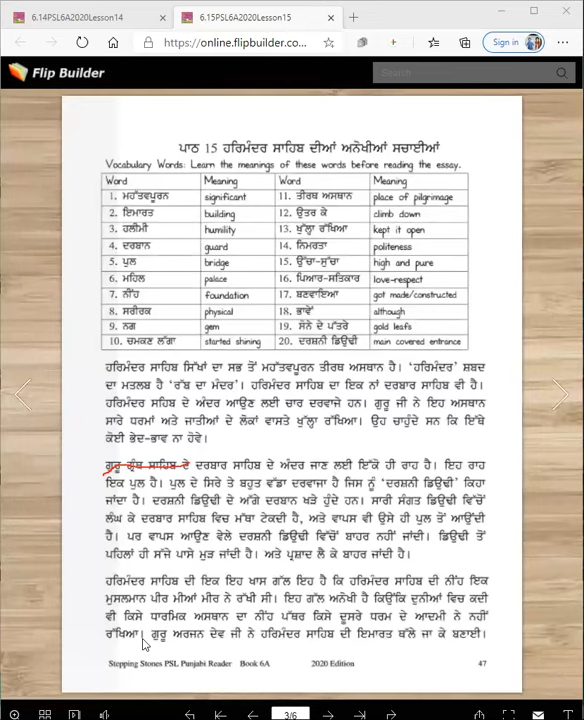 6.14PSL6A2020Lesson14
6.15PSL6A2020Lesson15
https://online.flipbuilder.co...
Sign in
Flip Builder
Search
ਪਾਠ 15 ਹਰਿਮੰਦਰ ਸਾਹਿਬ ਦੀਆਂ ਅਨੋਖੀਆਂ ਸਚਾਈਆਂ
Vocabulary Words: Learn the meanings of these words before reading the essay.
Word Meaning Word Meaning
1. ਮਹੱਤਵਪੂਰਨ significant 11. ਤੀਰਥ ਅਸਥਾਨ place of pilgrimage
2. ਇਮਾਰਤ building 12. ਉਤਰ ਕੇ climb down
3. ਹਲੀਮੀ humility 13. ਖੁੱਲ੍ਹਾ ਰੱਖਿਆ kept it open
4. ਦਰਬਾਨ guard 14. ਨਿਮਰਤਾ politeness
5. ਪੁਲ bridge 15. ਉੱਚਾ-ਸੁੱਚਾ high and pure
6. ਮਹਿਲ palace 16. ਪਿਆਰ-ਸਤਿਕਾਰ love-respect
7. ਨੀਂਹ foundation 17. ਬਣਵਾਇਆ got made/constructed
8. ਸਰੀਰਕ physical 18. ਭਾਵੇਂ although
9. ਨਗ gem 19. ਸੋਨੇ ਦੇ ਪੱਤਰੇ gold leafs
10. ਚਮਕਣ ਲੱਗਾ started shining 20. ਦਰਸ਼ਨੀ ਡਿਉਢੀ main covered entrance
ਹਰਿਮੰਦਰ ਸਾਹਿਬ ਸਿੱਖਾਂ ਦਾ ਸਭ ਤੋਂ ਮਹੱਤਵਪੂਰਨ ਤੀਰਥ ਅਸਥਾਨ ਹੈ। ‘ਹਰਿਮੰਦਰ’ ਸ਼ਬਦ
ਦਾ ਮਤਲਬ ਹੈ ‘ਰੱਬ ਦਾ ਮੰਦਰ’। ਹਰਿਮੰਦਰ ਸਾਹਿਬ ਦਾ ਇਕ ਨਾਂ ਦਰਬਾਰ ਸਾਹਿਬ ਵੀ ਹੈ।
ਹਰਿਮੰਦਰ ਸਹਿਬ ਦੇ ਅੰਦਰ ਆਉਣ ਲਈ ਚਾਰ ਦਰਵਾਜੇ ਹਨ। ਗੁਰੂ ਜੀ ਨੇ ਇਹ ਅਸਥਾਨ
ਸਾਰੇ ਧਰਮਾਂ ਅਤੇ ਜਾਤੀਆਂ ਦੇ ਲੋਕਾਂ ਵਾਸਤੇ ਖੁੱਲ੍ਹਾ ਰੱਖਿਆ। ਉਹ ਚਾਹੁੰਦੇ ਸਨ ਕਿ ਇੱਥੇ
ਕੋਈ ਭੇਦ-ਭਾਵ ਨਾ ਹੋਵੇ।
ਗੁਰੂ ਗ੍ਰੰਥ ਸਾਹਿਬ ਦੇ ਦਰਬਾਰ ਸਾਹਿਬ ਦੇ ਅੰਦਰ ਜਾਣ ਲਈ ਇੱਕੋ ਹੀ ਰਾਹ ਹੈ। ਇਹ ਰਾਹ
ਇਕ ਪੁਲ ਹੈ। ਪੁਲ ਦੇ ਸਿਰੇ ਤੇ ਬਹੁਤ ਵੱਡਾ ਦਰਵਾਜ਼ਾ ਹੈ ਜਿਸ ਨੂੰ ‘ਦਰਸ਼ਨੀ ਡਿਉਢੀ’ ਕਿਹਾ
ਜਾਂਦਾ ਹੈ। ਦਰਸ਼ਨੀ ਡਿਉਢੀ ਦੇ ਅੱਗੇ ਦਰਬਾਨ ਖੜੇ ਹੁੰਦੇ ਹਨ। ਸਾਰੀ ਸੰਗਤ ਡਿਉਢੀ ਵਿੱਚੋਂ
ਲੰਘ ਕੇ ਦਰਬਾਰ ਸਾਹਿਬ ਵਿਚ ਮੱਥਾ ਟੇਕਦੀ ਹੈ, ਅਤੇ ਵਾਪਸ ਵੀ ਉਸੇ ਹੀ ਪੁਲ ਤੋਂ ਆਉਂਦੀ
ਹੈ। ਪਰ ਵਾਪਸ ਆਉਣ ਵੇਲੇ ਦਰਸ਼ਨੀ ਡਿਉਢੀ ਵਿੱਚੋਂ ਬਾਹਰ ਨਹੀਂ ਜਾਂਦੀ। ਡਿਉਢੀ ਤੋਂ
ਪਹਿਲਾਂ ਹੀ ਸੱਜੇ ਪਾਸੇ ਮੁੜ ਜਾਂਦੀ ਹੈ। ਅਤੇ ਪ੍ਰਸ਼ਾਦ ਲੈ ਕੇ ਬਾਹਰ ਜਾਂਦੀ ਹੈ।
ਹਰਿਮੰਦਰ ਸਾਹਿਬ ਦੀ ਇਕ ਇਹ ਖਾਸ ਗੱਲ ਇਹ ਹੈ ਕਿ ਹਰਿਮੰਦਰ ਸਾਹਿਬ ਦੀ ਨੀਂਹ ਇਕ
ਮੁਸਲਮਾਨ ਪੀਰ ਮੀਆਂ ਮੀਰ ਨੇ ਰੱਖੀ ਸੀ। ਇਹ ਗੱਲ ਅਨੋਖੀ ਹੈ ਕਿਉਂਕਿ ਦੁਨੀਆਂ ਵਿਚ ਕਦੀ
ਵੀ ਕਿਸੇ ਧਾਰਮਿਕ ਅਸਥਾਨ ਦਾ ਨੀਂਹ ਪੱਥਰ ਕਿਸੇ ਦੂਸਰੇ ਧਰਮ ਦੇ ਆਦਮੀ ਨੇ ਨਹੀਂ
ਰੱਖਿਆ। ਗੁਰੂ ਅਰਜਨ ਦੇਵ ਜੀ ਨੇ ਹਰਿਮੰਦਰ ਸਾਹਿਬ ਦੀ ਇਮਾਰਤ ਥੱਲੇ ਜਾ ਕੇ ਬਣਾਈ।
Stepping Stones PSL Punjabi Reader Book 6A 2020 Edition 47
3/6